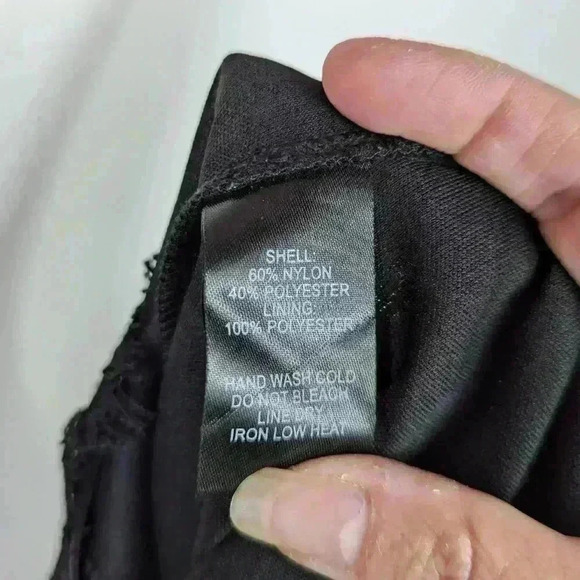 SHELL:
60% NYLON
40% POLYESTER
LINING:
100% POLYESTER
HAND WASH COLD
DO NOT BLEACH
LINE DRY
IRON LOW HEAT